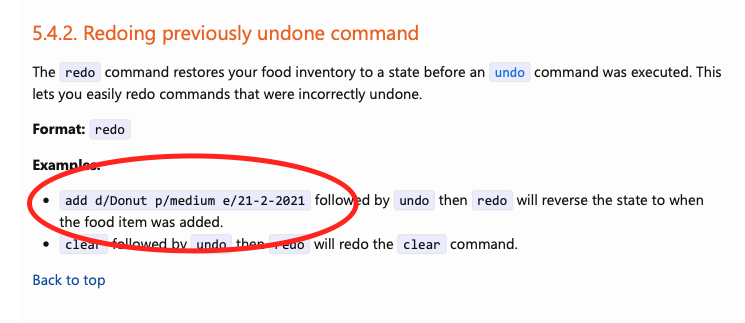 5.4.2. Redoing previously undone command
The redo command restores your food inventory to a state before an undo command was executed. This
lets you easily redo commands that were incorrectly undone.
Format: redo
Examples:
• add d/Donut p/medium e/21-2-2021 followed by undo then redo will reverse the state to when
the food item was added.
• clear followed by undo then redo will redo the clear command.
Back to top